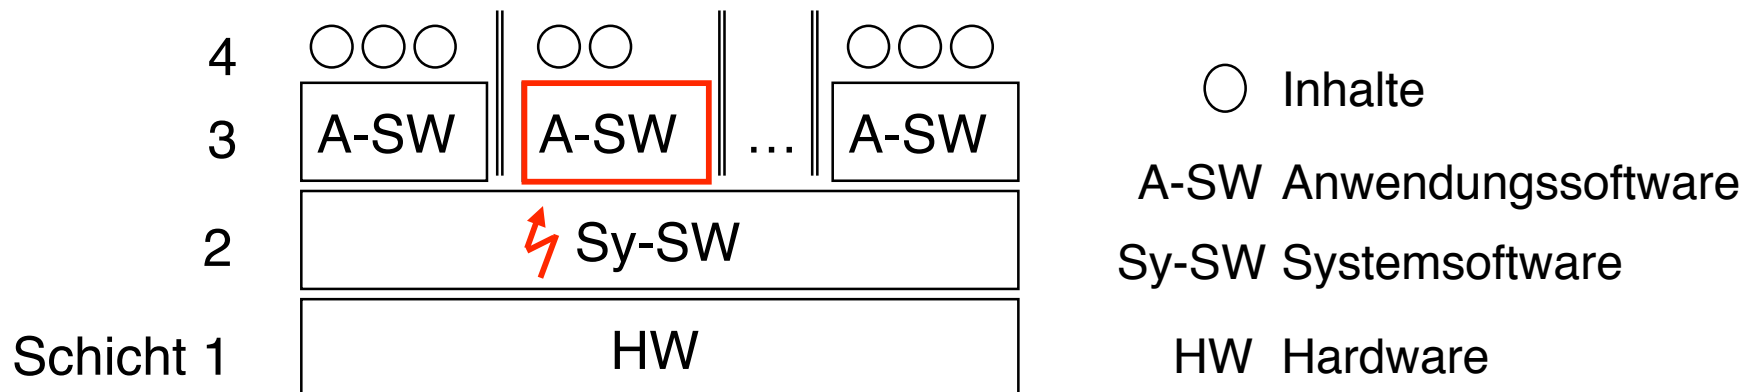 4
3 A-SW A-SW ... A-SW
2 Sy-SW
Schicht 1 HW
Inhalte
A-SW Anwendungssoftware
Sy-SW Systemsoftware
HW Hardware